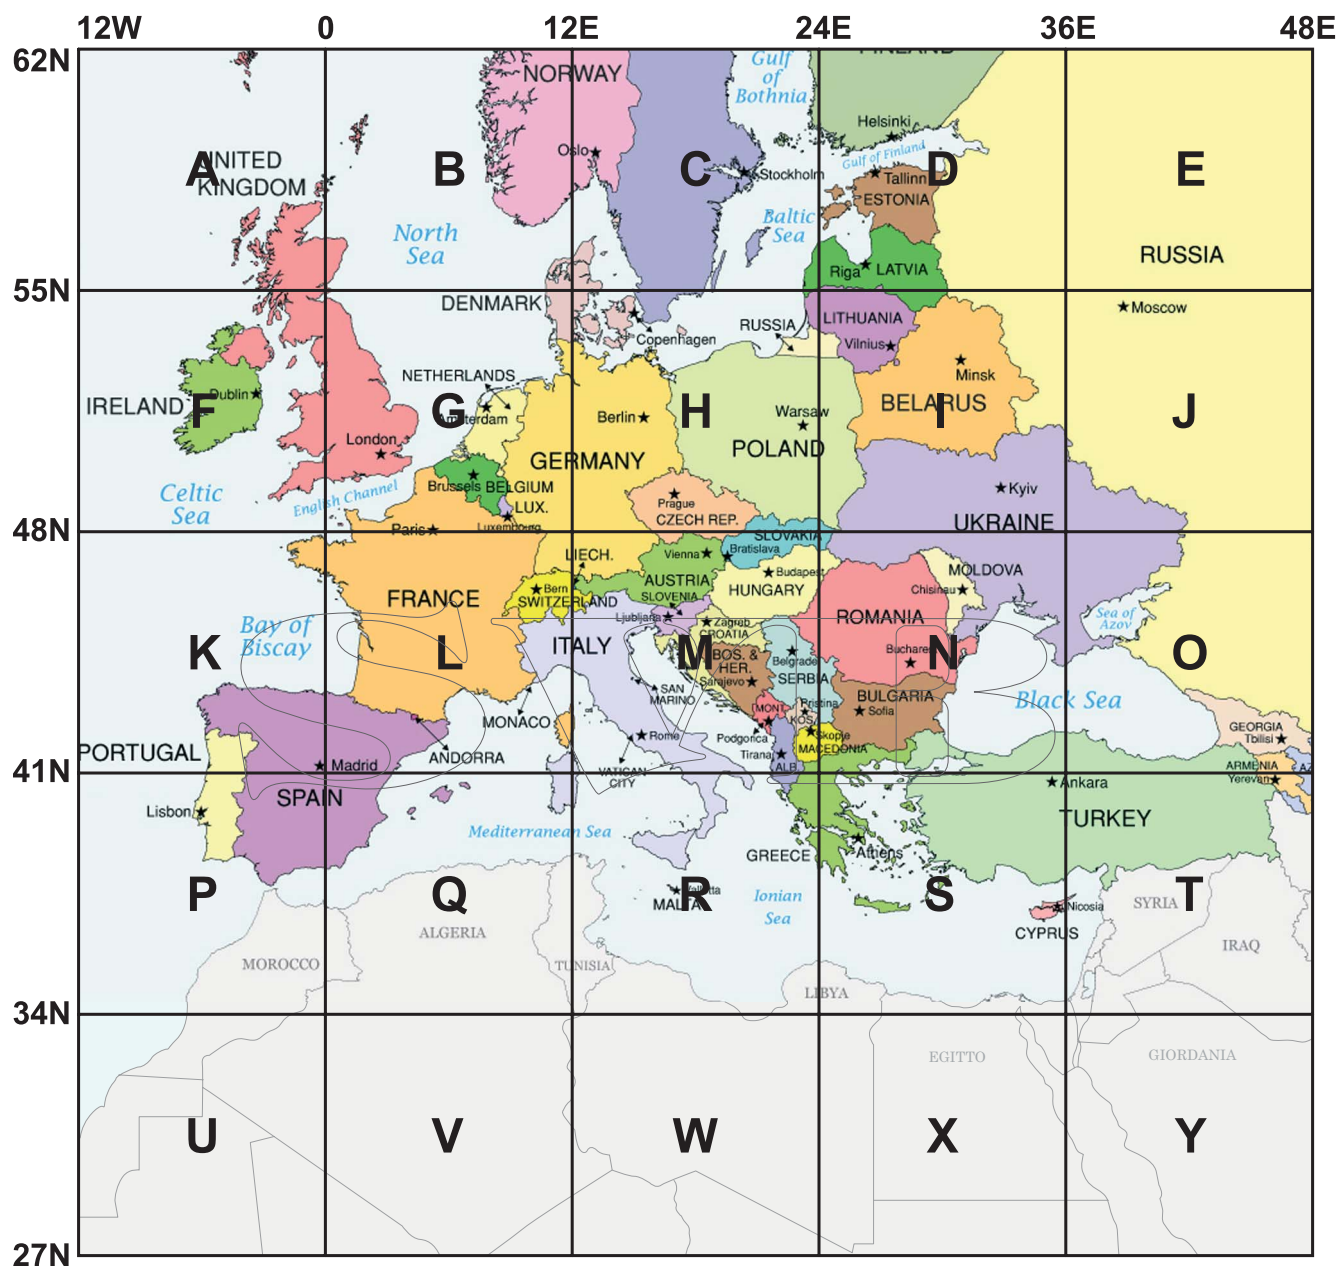 12W 0 12E 24E 36E 48E
62N
FINLAND
Gulf
of
Bothnia
NORWAY
Helsinki
Oslo
Gulf of Finland
A B C D E
UNITED
KINGDOM
Stockholm
Tallinn
ESTONIA
North
Sea
Baltic
Sea
RUSSIA
Riga LATVIA
55N
DENMARK
LITHUANIA
Moscow
RUSSIA
Copenhagen
Vilnius
Minsk
NETHERLANDS
Dublin
IRELAND
F G H I J
Amsterdam
Berlin
Warsaw
BELARUS
London
POLAND
GERMANY
Celtic
Sea
English Channel
Brussels BELGIUM
LUX.
Luxembourg
Prague
CZECH REP.
Kyiv
UKRAINE
Paris
48N
SLOVAKIA
LIECH.
Vienna
Bratislava
Budapest
MOLDOVA
AUSTRIA
HUNGARY
Chisinau
Bern
SWITZERLAND
SLOVENIA
FRANCE
Ljubljana
Zagreb
CROATIA
ROMANIA
Sea of
Azov
Bay of
Biscay
ITALY
K L M N O
BOS. &
HER.
Belgrade
Bucharest
Sarajevo
SERBIA
SAN
MARINO
BULGARIA
Black Sea
MONT.
Pristina
KOS.
Sofia
MONACO
Podgorica
Skopje
MACEDONIA
Rome
GEORGIA
Tbilisi
PORTUGAL
ANDORRA
Tirana
ALB.
Madrid
VATICAN
CITY
ARMENIA
AZ
Yerevan
41N
SPAIN
Ankara
Lisbon
TURKEY
Mediterranean Sea
GREECE
Athens
P Q R S T
Valletta
MALTA
Ionian
Sea
Nicosia
CYPRUS
SYRIA
ALGERIA
IRAQ
MOROCCO
TUNISIA
LIBYA
34N
EGITTO
GIORDANIA
U V W X Y
27N